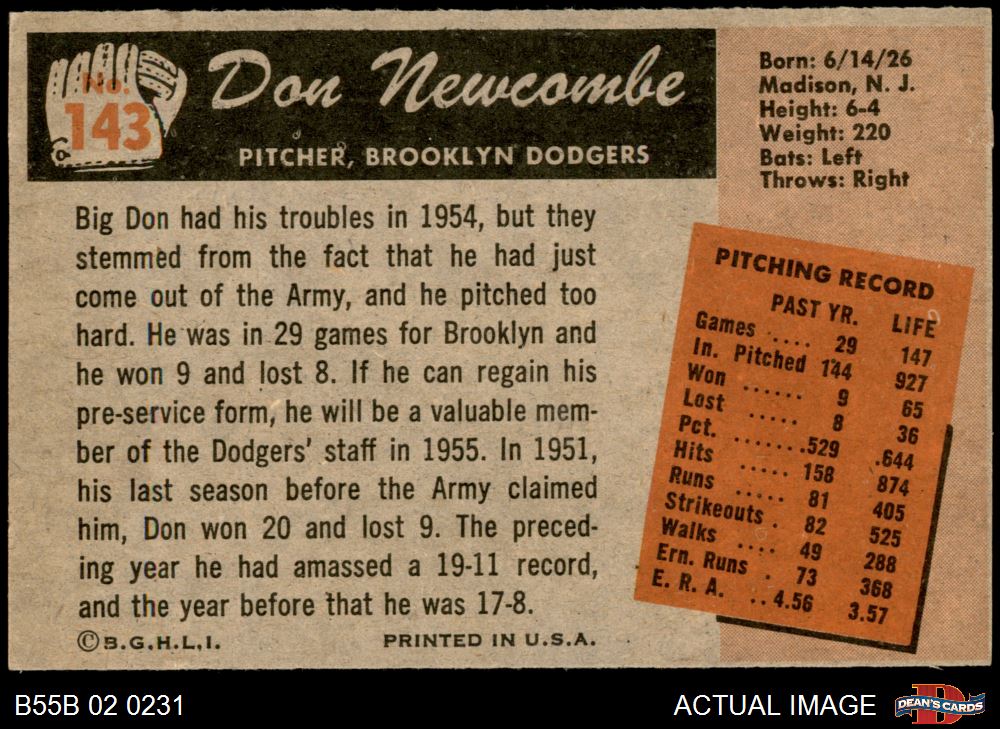 No.
143
Don Newcombe
PITCHER, BROOKLYN DODGERS
Born: 6/14/26
Madison, N. J.
Height: 6-4
Weight: 220
Bats: Left
Throws: Right
Big Don had his troubles in 1954, but they
stemmed from the fact that he had just
come out of the Army, and he pitched too
hard. He was in 29 games for Brooklyn and
he won 9 and lost 8. If he can regain his
pre-service form, he will be a valuable mem-
ber of the Dodgers' staff in 1955. In 1951,
his last season before the Army claimed
him, Don won 20 and lost 9. The preced-
ing year he had amassed a 19-11 record,
and the year before that he was 17-8.
©B.G.H.L.I. PRINTED IN U.S.A.
PITCHING RECORD
PAST YR. LIFE
Games .... 29 147
In. Pitched 144 927
Won ...... 9 65
Lost ..... 8 36
Pct. .......529 .644
Hits ..... 158 874
Runs ..... 81 405
Strikeouts . 82 525
Walks .... 49 288
Ern. Runs . 73 368
E. R. A. ..4.56 3.57
B55B 02 0231
ACTUAL IMAGE
D
DEAN'S CARDS